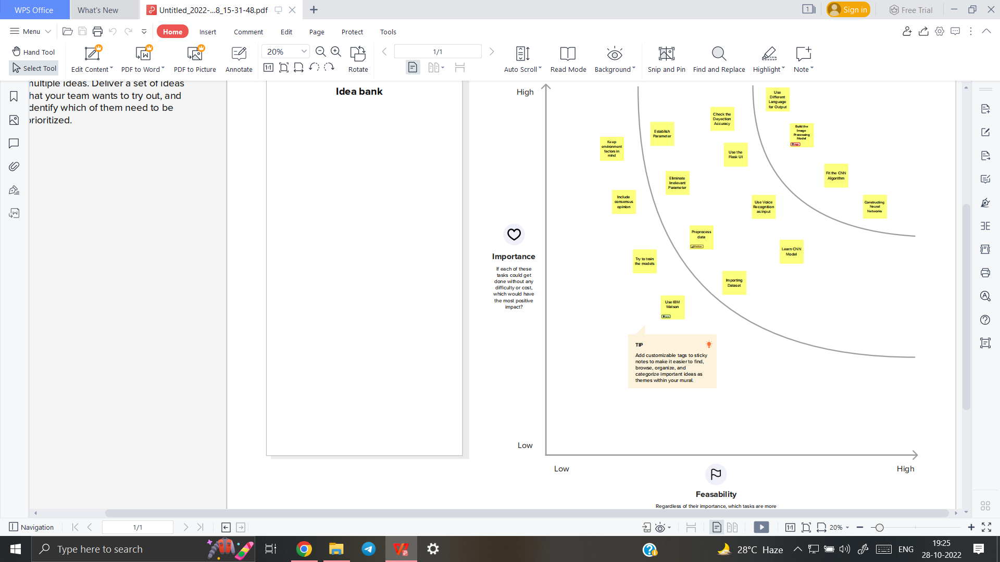 WPS Office
What's New
Untitled_2022-...8_15-31-48.pdf
1
Sign in
Free Trial
Menu
Home
Insert
Comment
Edit
Page
Protect
Tools
Hand Tool
Select Tool
Edit Content
PDF to Word
PDF to Picture
Annotate
20%
1:1
Rotate
1/1
Auto Scroll
Read Mode
Background
Snip and Pin
Find and Replace
Highlight
Note
multiple ideas. Deliver a set of ideas
that your team wants to try out, and
identify which of them need to be
prioritized.
Idea bank
High
Use
Different
Language
for Output
Check the
Deyection
Accuracy
Build the
Image
Processing
Model
High
Establish
Parameter
Keep
environment
factors in
mind
Use the
Flask UI
Fit the CNN
Algorithm
Eliminate
Irrelevant
Parameter
Include
consensus
opinion
Use Voice
Recognition
as input
Constructing
Neural
Networks
Preprocess
data
Learn CNN
Model
Try to train
the models
Importing
Dataset
Use IBM
Watson
Importance
If each of these
tasks could get
done without any
difficulty or cost,
which would have
the most positive
impact?
TIP
Add customizable tags to sticky
notes to make it easier to find,
browse, organize, and
categorize important ideas as
themes within your mural.
Low
Low
High
Feasability
Regardless of their importance, which tasks are more
Navigation
1/1
1:1
20%
Type here to search
28°C Haze
ENG
19:25
28-10-2022